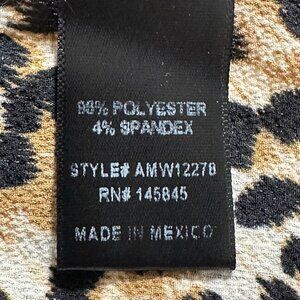 96% POLYESTER
4% SPANDEX
STYLE# AMW12278
RN# 145845
MADE IN MEXICO